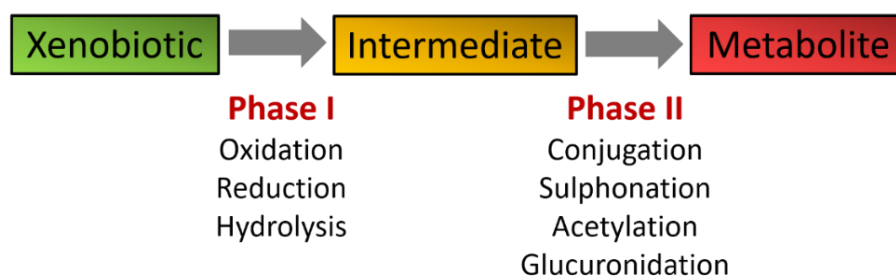 Xenobiotic Intermediate Metabolite
Phase I Phase II
Oxidation Conjugation
Reduction Sulphonation
Hydrolysis Acetylation
Glucuronidation